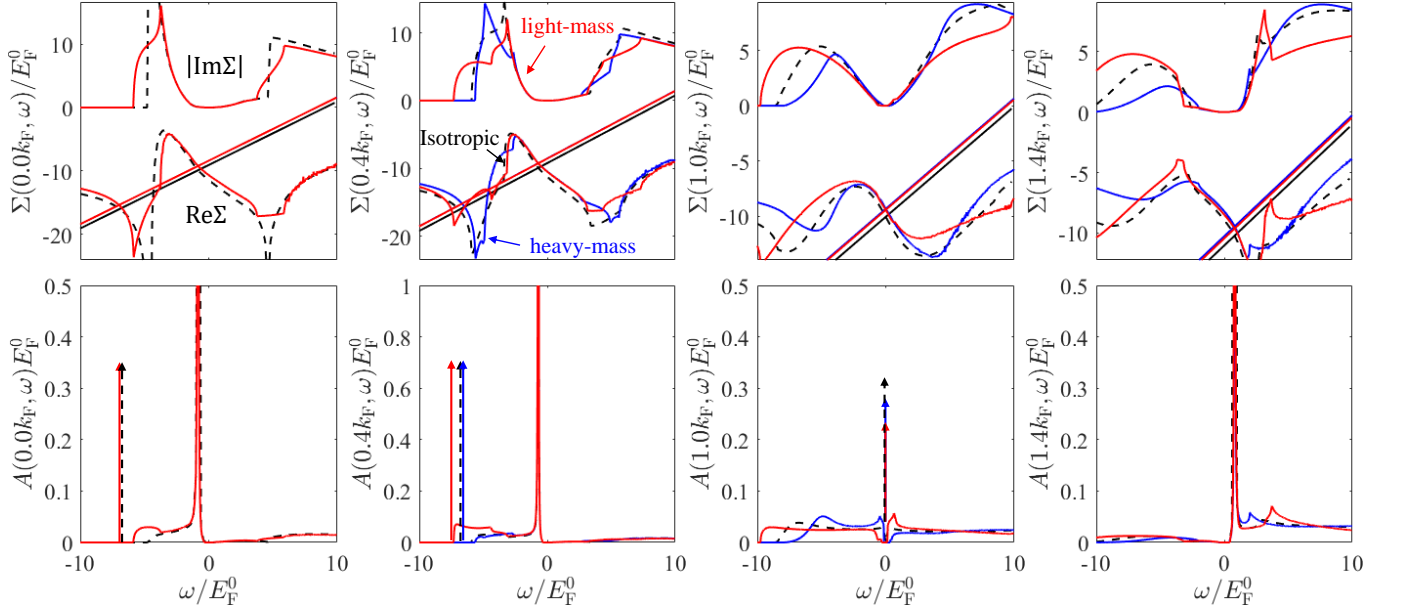 Σ(0.0k_F, ω)/E_F^0
10
0
-10
-20
|ImΣ|
ReΣ
Σ(0.4k_F, ω)/E_F^0
10
0
-10
-20
light-mass
Isotropic
heavy-mass
Σ(1.0k_F, ω)/E_F^0
5
0
-5
-10
Σ(1.4k_F, ω)/E_F^0
5
0
-5
-10
A(0.0k_F, ω)E_F^0
0.5
0.4
0.3
0.2
0.1
0
-10 0 10
ω/E_F^0
A(0.4k_F, ω)E_F^0
1
0.8
0.6
0.4
0.2
0
-10 0 10
ω/E_F^0
A(1.0k_F, ω)E_F^0
0.5
0.4
0.3
0.2
0.1
0
-10 0 10
ω/E_F^0
A(1.4k_F, ω)E_F^0
0.5
0.4
0.3
0.2
0.1
0
-10 0 10
ω/E_F^0